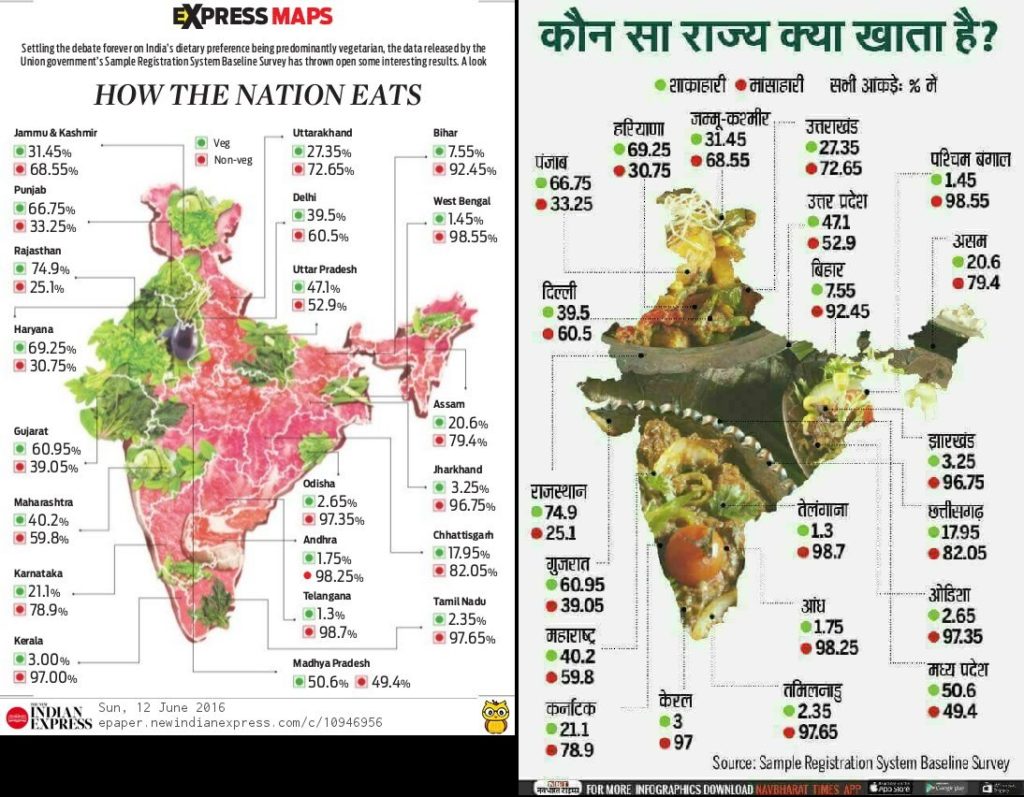 EXPRESS MAPS
Settling the debate forever on India's dietary preference being predominantly vegetarian, the data released by the
Union government's Sample Registration System Baseline Survey has thrown open some interesting results. A look
HOW THE NATION EATS
Veg
Non-veg
Jammu & Kashmir
31.45%
68.55%
Punjab
66.75%
33.25%
Rajasthan
74.9%
25.1%
Haryana
69.25%
30.75%
Gujarat
60.95%
39.05%
Maharashtra
40.2%
59.8%
Karnataka
21.1%
78.9%
Kerala
3.00%
97.00%
Uttarakhand
27.35%
72.65%
Delhi
39.5%
60.5%
Uttar Pradesh
47.1%
52.9%
Odisha
2.65%
97.35%
Andhra
1.75%
98.25%
Telangana
1.3%
98.7%
Madhya Pradesh
50.6% 49.4%
Bihar
7.55%
92.45%
West Bengal
1.45%
98.55%
Assam
20.6%
79.4%
Jharkhand
3.25%
96.75%
Chhattisgarh
17.95%
82.05%
Tamil Nadu
2.35%
97.65%
INDIAN
EXPRESS
Sun, 12 June 2016
epaper.newindianexpress.com/c/10946956
कौन सा राज्य क्या खाता है?
शाकाहारी मांसाहारी सभी आंकड़े: % में
पंजाब
66.75
33.25
हरियाणा
69.25
30.75
जम्मू-कश्मीर
31.45
68.55
उत्तराखंड
27.35
72.65
उत्तर प्रदेश
47.1
52.9
बिहार
7.55
92.45
पश्चिम बंगाल
1.45
98.55
असम
20.6
79.4
दिल्ली
39.5
60.5
राजस्थान
74.9
25.1
गुजरात
60.95
39.05
महाराष्ट्र
40.2
59.8
कर्नाटक
21.1
78.9
केरल
3
97
तेलंगाना
1.3
98.7
आंध्र
1.75
98.25
तमिलनाडु
2.35
97.65
झारखंड
3.25
96.75
छत्तीसगढ़
17.95
82.05
ओडिशा
2.65
97.35
मध्य प्रदेश
50.6
49.4
Source: Sample Registration System Baseline Survey
नवभारत टाइम्स FOR MORE INFOGRAPHICS DOWNLOAD NAVBHARAT TIMES APP App Store Google play